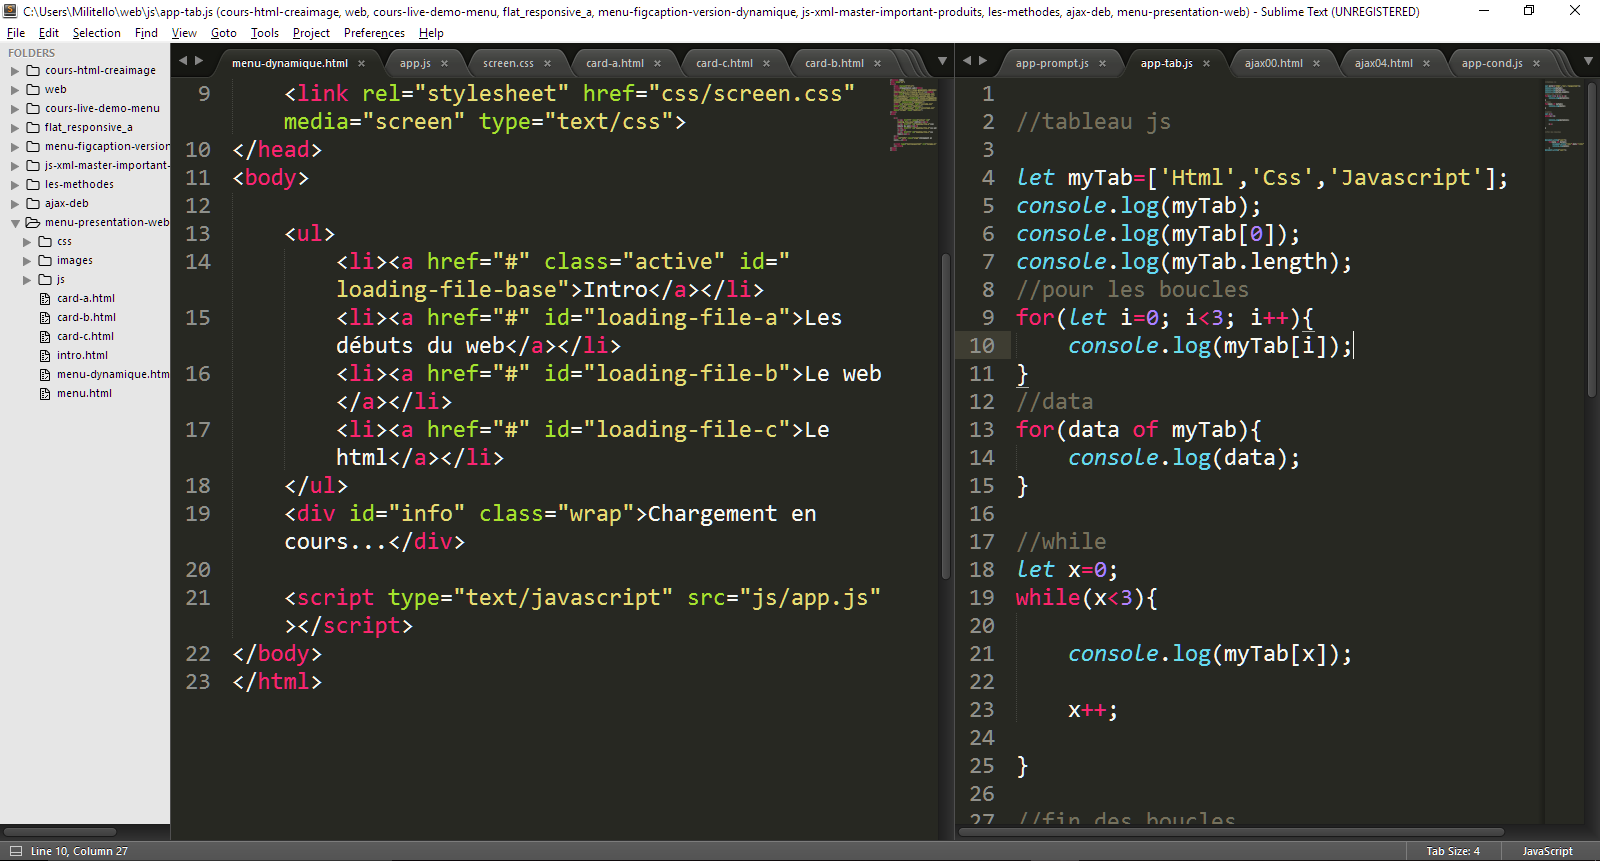 C:\Users\Militello\web\js\app-tab.js (cours-html-creaimage, web, cours-live-demo-menu, flat_responsive_a, menu-figcaption-version-dynamique, js-xml-master-important-produits, les-methodes, ajax-deb, menu-presentation-web) - Sublime Text (UNREGISTERED)
File Edit Selection Find View Goto Tools Project Preferences Help
FOLDERS
cours-html-creaimage
web
cours-live-demo-menu
flat_responsive_a
menu-figcaption-version
js-xml-master-important-
les-methodes
ajax-deb
menu-presentation-web
css
images
js
card-a.html
card-b.html
card-c.html
intro.html
menu-dynamique.htm
menu.html
menu-dynamique.html × app.js × screen.css × card-a.html × card-c.html × card-b.html ×
9 <link rel="stylesheet" href="css/screen.css"
media="screen" type="text/css">
10 </head>
11 <body>
12
13 <ul>
14 <li><a href="#" class="active" id="
loading-file-base">Intro</a></li>
15 <li><a href="#" id="loading-file-a">Les
débuts du web</a></li>
16 <li><a href="#" id="loading-file-b">Le web
</a></li>
17 <li><a href="#" id="loading-file-c">Le
html</a></li>
18 </ul>
19 <div id="info" class="wrap">Chargement en
cours...</div>
20
21 <script type="text/javascript" src="js/app.js"
></script>
22 </body>
23 </html>
app-prompt.js × app-tab.js × ajax00.html × ajax04.html × app-cond.js ×
1
2 //tableau js
3
4 let myTab=['Html','Css','Javascript'];
5 console.log(myTab);
6 console.log(myTab[0]);
7 console.log(myTab.length);
8 //pour les boucles
9 for(let i=0; i<3; i++){
10 console.log(myTab[i]);
11 }
12 //data
13 for(data of myTab){
14 console.log(data);
15 }
16
17 //while
18 let x=0;
19 while(x<3){
20
21 console.log(myTab[x]);
22
23 x++;
24
25 }
26
27 //fin des boucles
Line 10, Column 27
Tab Size: 4
JavaScript